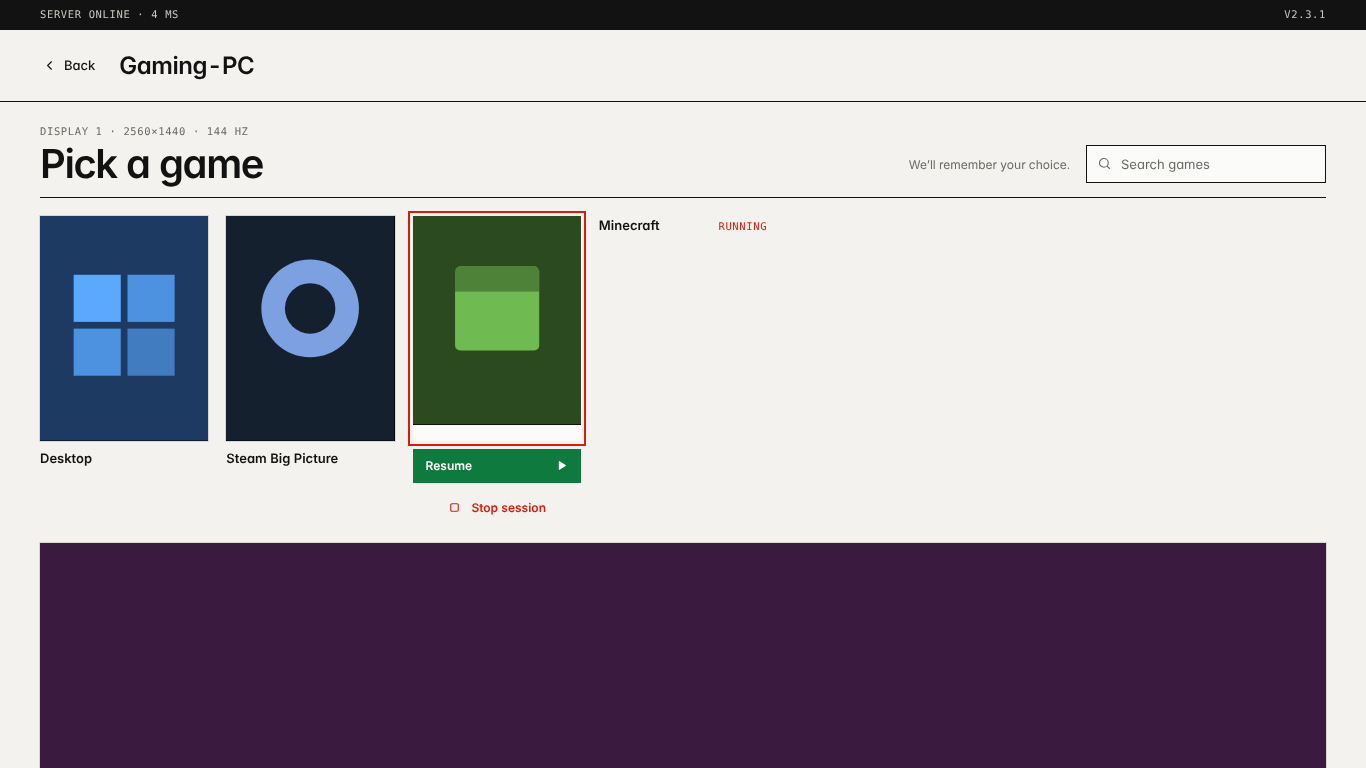 SERVER ONLINE · 4 MS
V2.3.1
Back
Gaming-PC
DISPLAY 1 · 2560×1440 · 144 HZ
Pick a game
We'll remember your choice.
Search games
Minecraft
RUNNING
Desktop
Steam Big Picture
Resume
Stop session